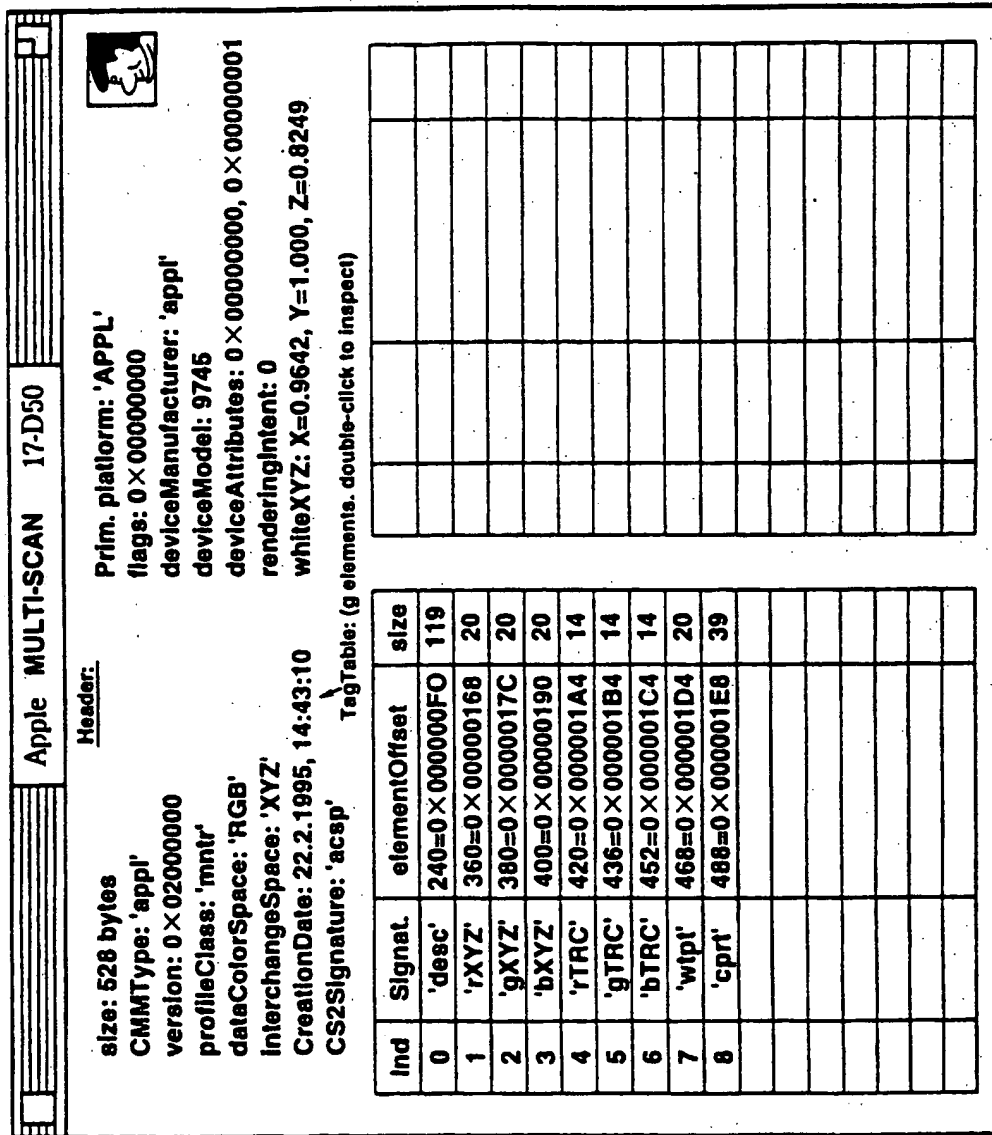 Apple MULTI-SCAN 17-D50
Header:
size: 528 bytes
CMMType: 'appl'
version: 0×02000000
profileClass: 'mntr'
dataColorSpace: 'RGB'
InterchangeSpace: 'XYZ'
CreationDate: 22.2.1995, 14:43:10
CS2Signature: 'acsp'
Prim. platlorm: 'APPL'
flags: 0×00000000
deviceManufacturer: 'appl'
deviceModel: 9745
deviceAttributes: 0×00000000, 0×00000001
renderingIntent: 0
whiteXYZ: X=0.9642, Y=1.000, Z=0.8249
TagTable: (g elements. double-click to inspect)
Ind Signat. elementOffset size
0 'desc' 240=0×000000FO 119
1 'rXYZ' 360=0×00000168 20
2 'gXYZ' 380=0×0000017C 20
3 'bXYZ' 400=0×00000190 20
4 'rTRC' 420=0×000001A4 14
5 'gTRC' 436=0×000001B4 14
6 'bTRC' 452=0×000001C4 14
7 'wtpt' 468=0×000001D4 20
8 'cprt' 488=0×000001E8 39